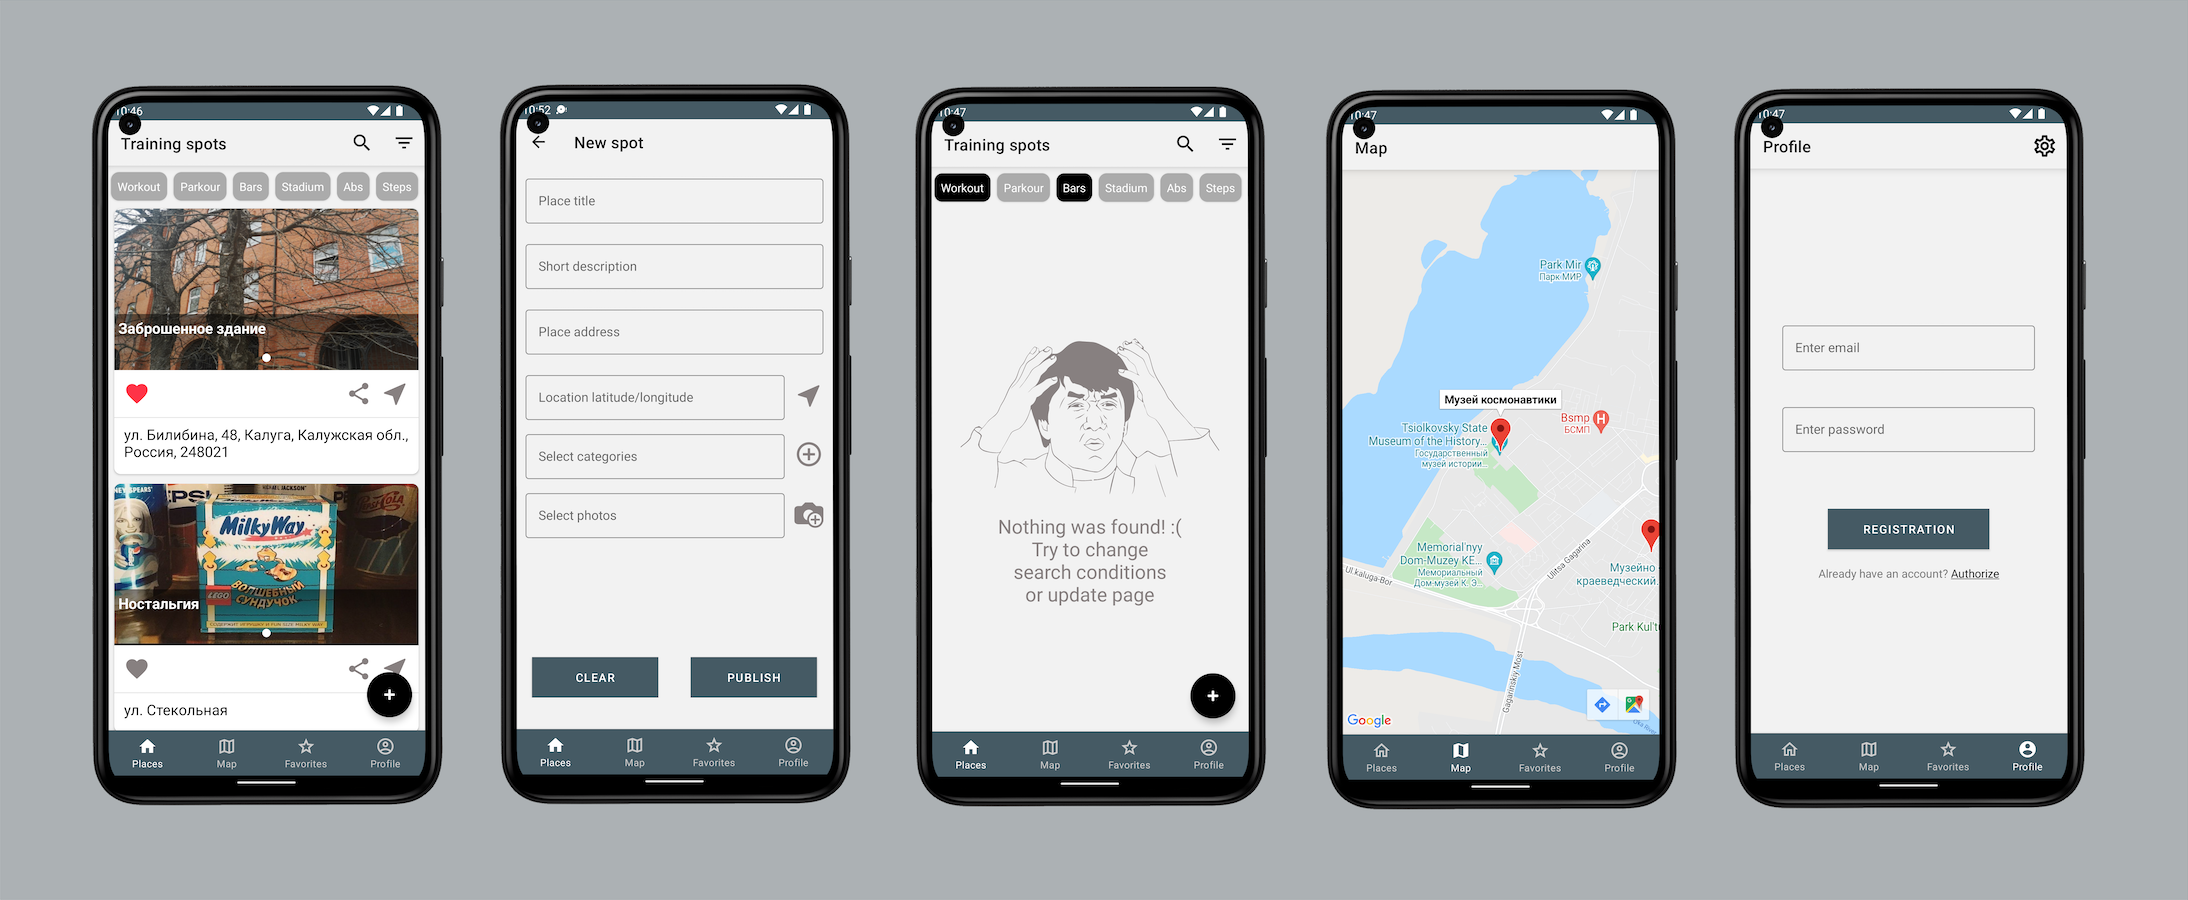 10:46
Training spots
Workout Parkour Bars Stadium Abs Steps
Заброшенное здание
ул. Билибина, 48, Калуга, Калужская обл.,
Россия, 248021
MilkyWay
LEGO
ВОЛШЕБНЫЙ
СУНДУЧОК
Ностальгия
ул. Стекольная
+
Places Map Favorites Profile
10:52
New spot
Place title
Short description
Place address
Location latitude/longitude
Select categories
Select photos
CLEAR PUBLISH
Places Map Favorites Profile
10:47
Training spots
Workout Parkour Bars Stadium Abs Steps
Nothing was found! :(
Try to change
search conditions
or update page
+
Places Map Favorites Profile
10:47
Map
Park Mir
Парк МИР
Музей космонавтики
Bsmp
БСМП
Tsiolkovsky State
Museum of the History...
Государственный
музей истории...
Memorial'nyy
Dom-Muzey KE...
Мемориальный
Дом-музей К. Э...
Ulitsa Gagarina
Ul.kaluga-Bor
Музейно
краеведческий
Park Kul't
Gagarinskiy Most
Google
Places Map Favorites Profile
10:47
Profile
Enter email
Enter password
REGISTRATION
Already have an account? Authorize
Places Map Favorites Profile